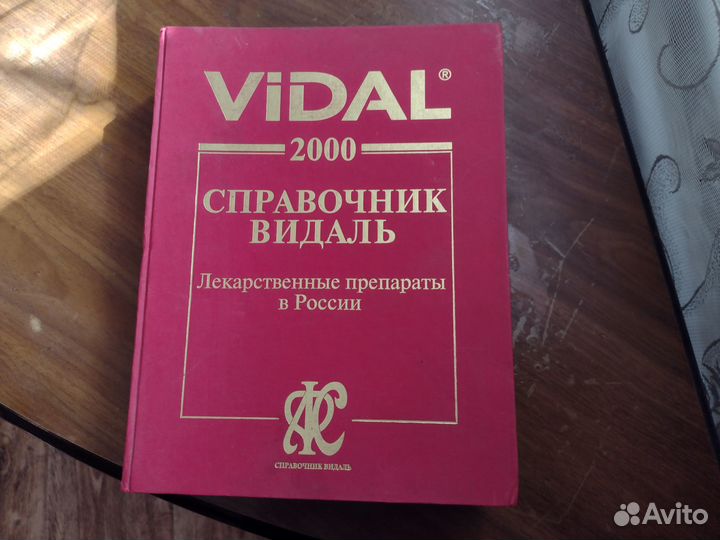 ViDAL®
2000
СПРАВОЧНИК
ВИДАЛЬ
Лекарственные препараты
в России
СПРАВОЧНИК ВИДАЛЬ
Avito